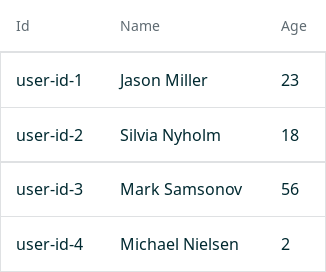 Id Name Age
user-id-1 Jason Miller 23
user-id-2 Silvia Nyholm 18
user-id-3 Mark Samsonov 56
user-id-4 Michael Nielsen 2